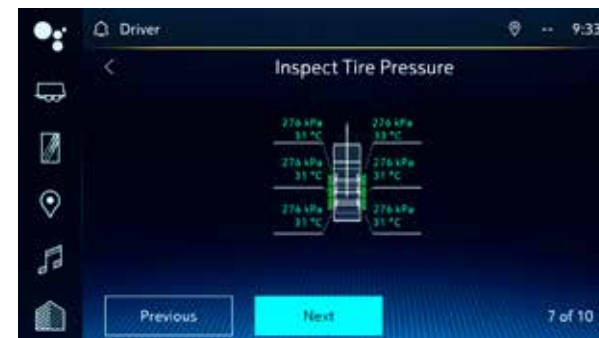 Driver
-- 9:33
Inspect Tire Pressure
276 kPa 276 kPa
31 °C 33 °C
276 kPa 276 kPa
31 °C 31 °C
276 kPa 276 kPa
31 °C 31 °C
Previous Next 7 of 10